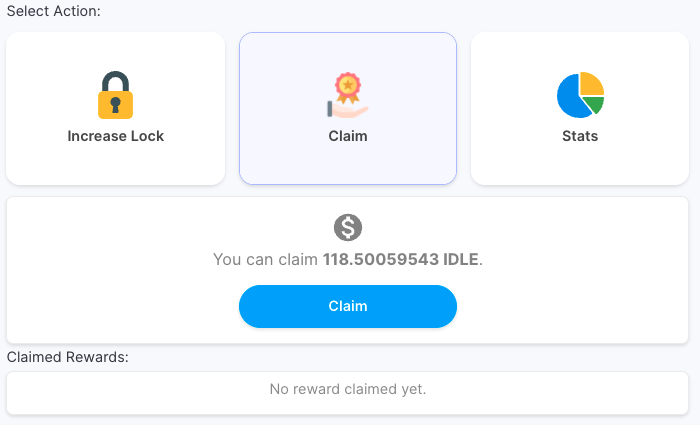 Select Action:
Increase Lock
Claim
Stats
You can claim 118.50059543 IDLE.
Claim
Claimed Rewards:
No reward claimed yet.